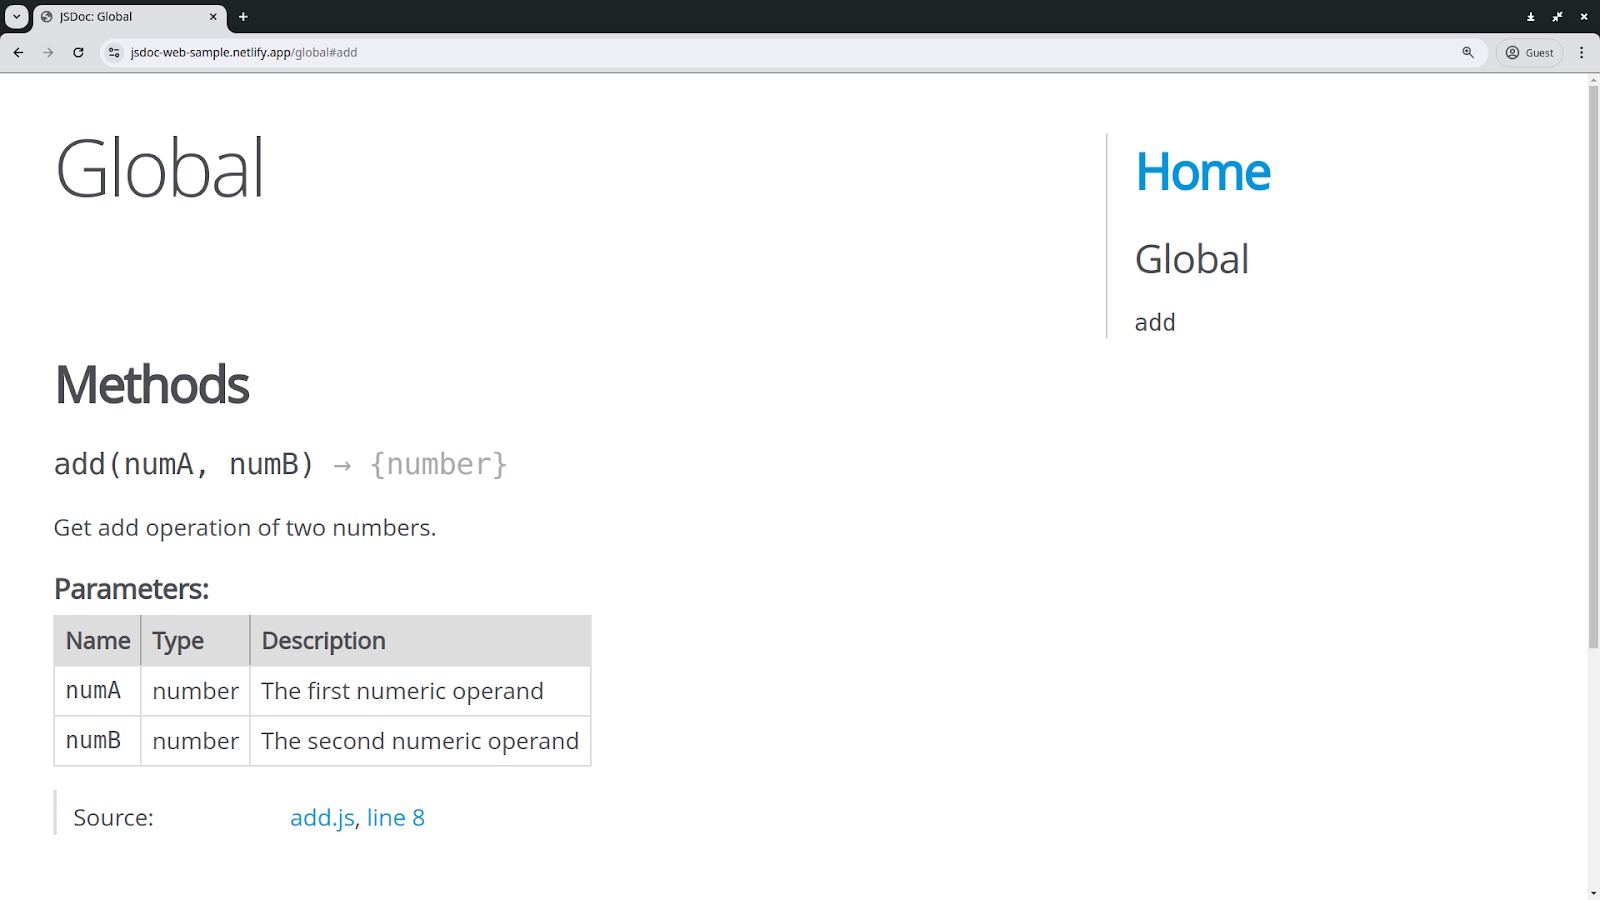 JSDoc: Global
jsdoc-web-sample.netlify.app/global#add
Guest
Global
Home
Global
add
Methods
add(numA, numB) → {number}
Get add operation of two numbers.
Parameters:
Name Type Description
numA number The first numeric operand
numB number The second numeric operand
Source: add.js, line 8